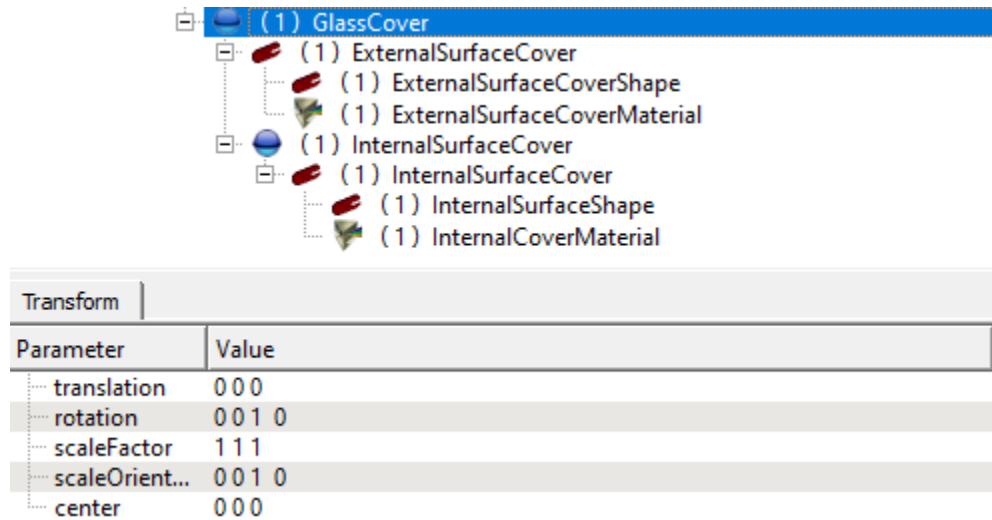 (1) GlassCover
(1) ExternalSurfaceCover
(1) ExternalSurfaceCoverShape
(1) ExternalSurfaceCoverMaterial
(1) InternalSurfaceCover
(1) InternalSurfaceCover
(1) InternalSurfaceShape
(1) InternalCoverMaterial
Transform
Parameter Value
translation 0 0 0
rotation 0 0 1 0
scaleFactor 1 1 1
scaleOrient... 0 0 1 0
center 0 0 0